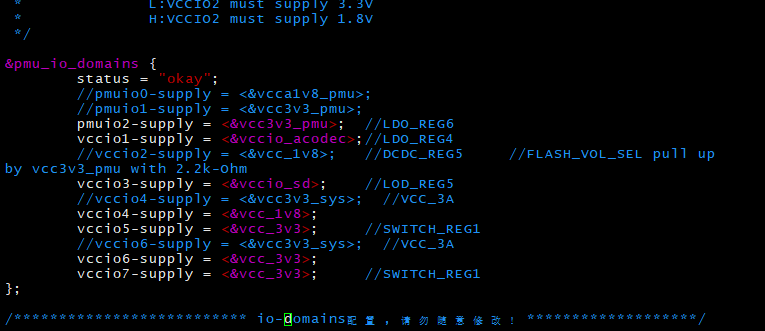 *               L:VCCIO2 must supply 3.3V
*               H:VCCIO2 must supply 1.8V
*/
&pmu_io_domains {
status = "okay";
//pmuio0-supply = <&vcca1v8_pmu>;
//pmuio1-supply = <&vcc3v3_pmu>;
pmuio2-supply = <&vcc3v3_pmu>;  //LDO_REG6
vccio1-supply = <&vccio_acodec>;//LDO_REG4
//vccio2-supply = <&vcc_1v8>;    //DCDC_REG5     //FLASH_VOL_SEL pull up
by vcc3v3_pmu with 2.2k-Ohm
vccio3-supply = <&vccio_sd>;    //LOD_REG5
//vccio4-supply = <&vcc3v3_sys>;  //VCC_3A
vccio4-supply = <&vcc_1v8>;
vccio5-supply = <&vcc_3v3>;     //SWITCH_REG1
//vccio6-supply = <&vcc3v3_sys>;  //VCC_3A
vccio6-supply = <&vcc_3v3>;
vccio7-supply = <&vcc_3v3>;     //SWITCH_REG1
};
/************************** io-domains配置，请勿随意修改！*******************/